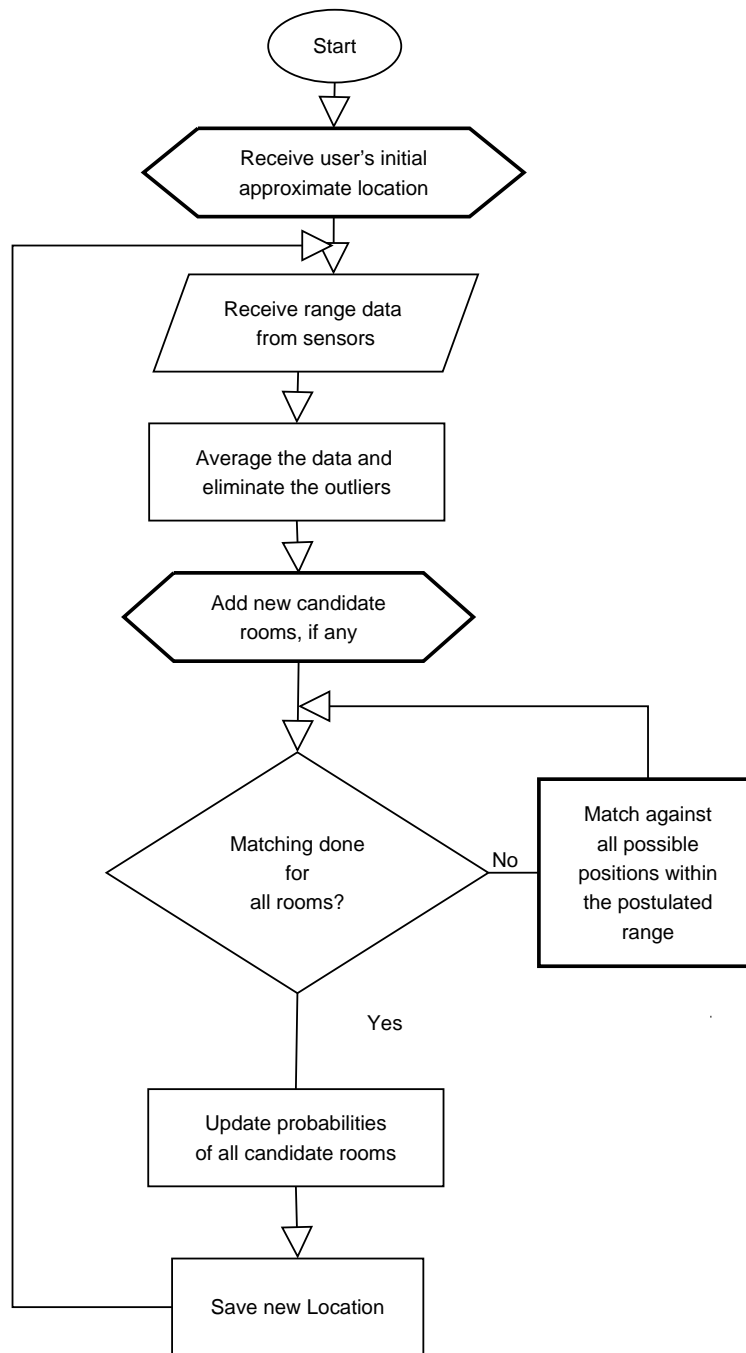 Start
Receive user's initial
approximate location
Receive range data
from sensors
Average the data and
eliminate the outliers
Add new candidate
rooms, if any
Matching done
for
all rooms?
No
Match against
all possible
positions within
the postulated
range
Yes
Update probabilities
of all candidate rooms
Save new Location